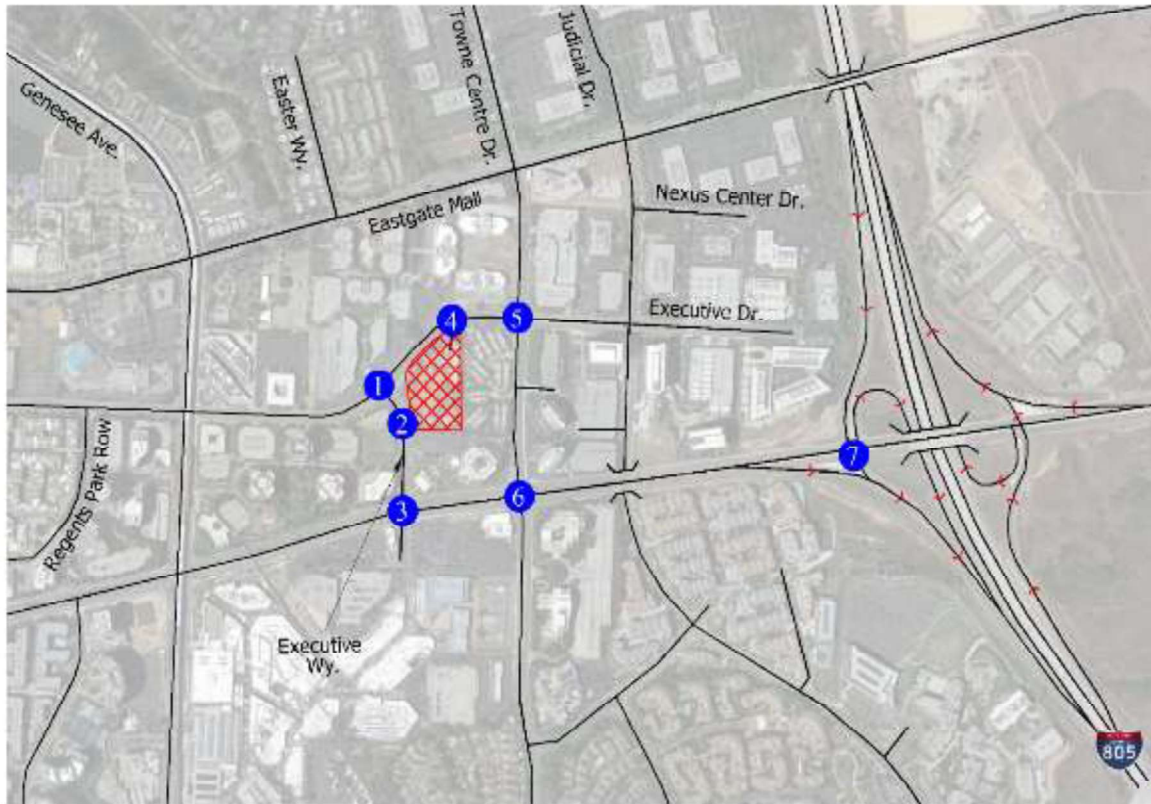 Genesee Ave.
Easter Wy.
Towne Centre Dr.
Judicial Dr.
Eastgate Mall
Nexus Center Dr.
Executive Dr.
4
5
1
2
Regents Park Row
3
6
7
Executive
Wy.
805